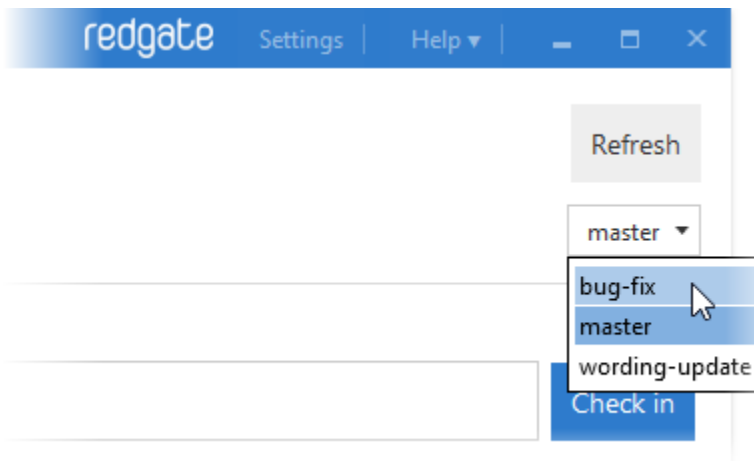 redgate Settings Help
Refresh
master
bug-fix
master
wording-update
Check in